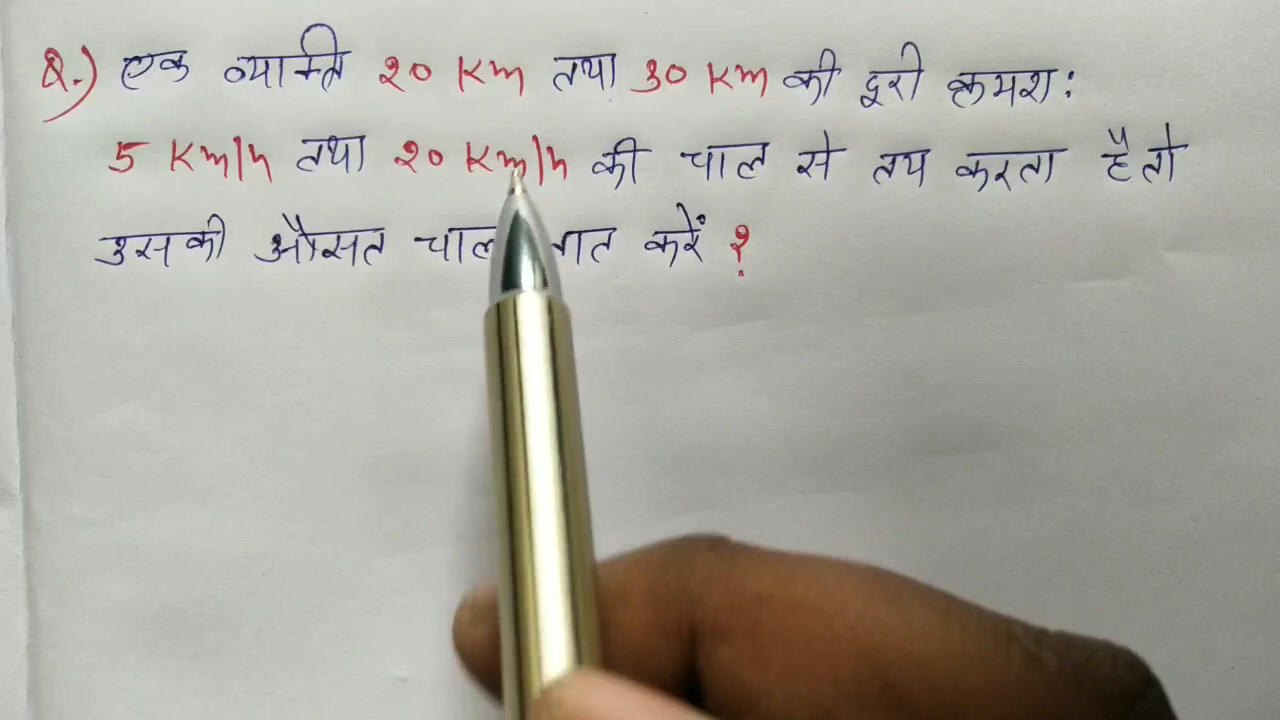 Q.) एक व्यक्ति 20 Km तथा 30 KM की दूरी क्रमश:
5 Km/h तथा 20 Km/h की चाल से तय करता है तो
उसकी औसत चाल करें ?